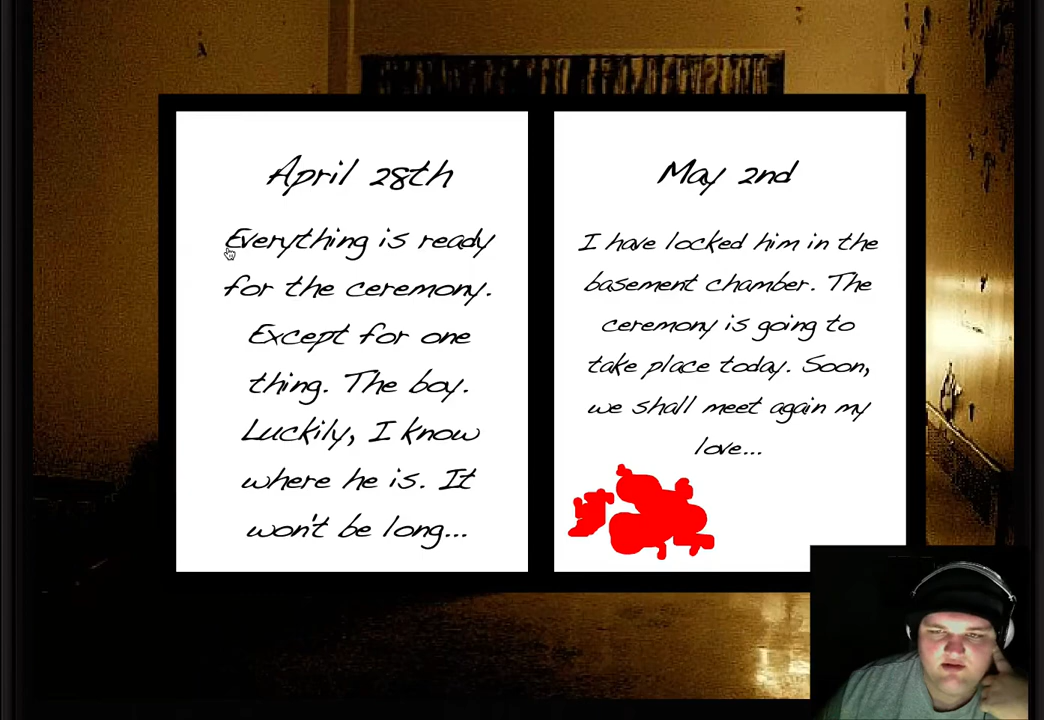 April 28th
Everything is ready
for the ceremony.
Except for one
thing. The boy.
Luckily, I know
where he is. It
won't be long...
May 2nd
I have locked him in the
basement chamber. The
ceremony is going to
take place today. Soon,
we shall meet again my
love...